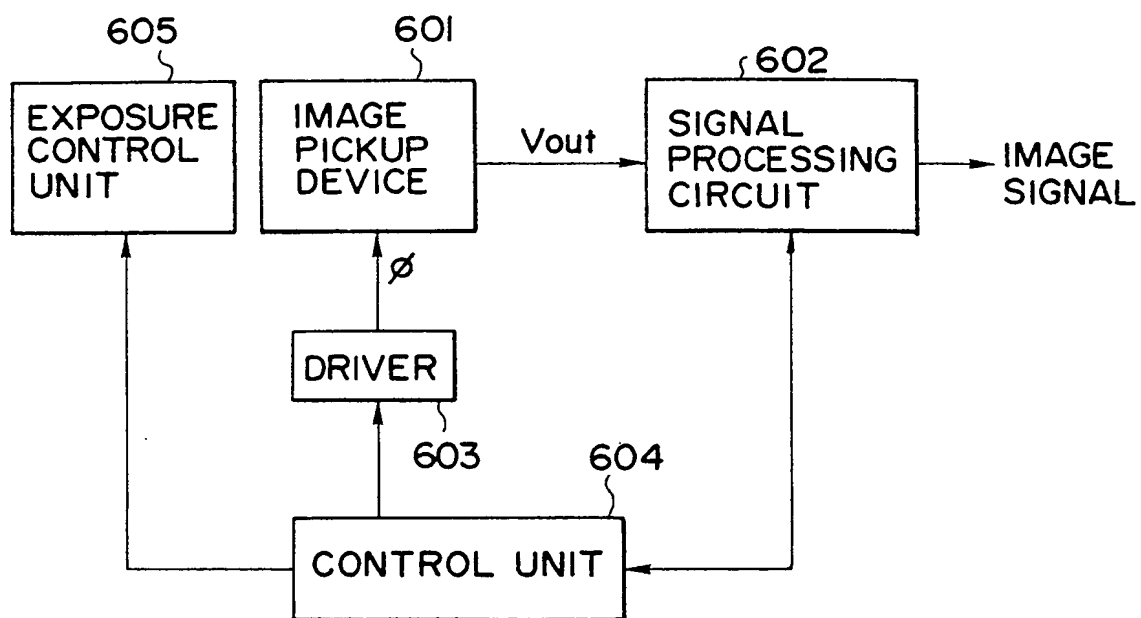 605
601
602
EXPOSURE
CONTROL
UNIT
IMAGE
PICKUP
DEVICE
Vout
SIGNAL
PROCESSING
CIRCUIT
IMAGE
SIGNAL
ø
DRIVER
603
604
CONTROL UNIT